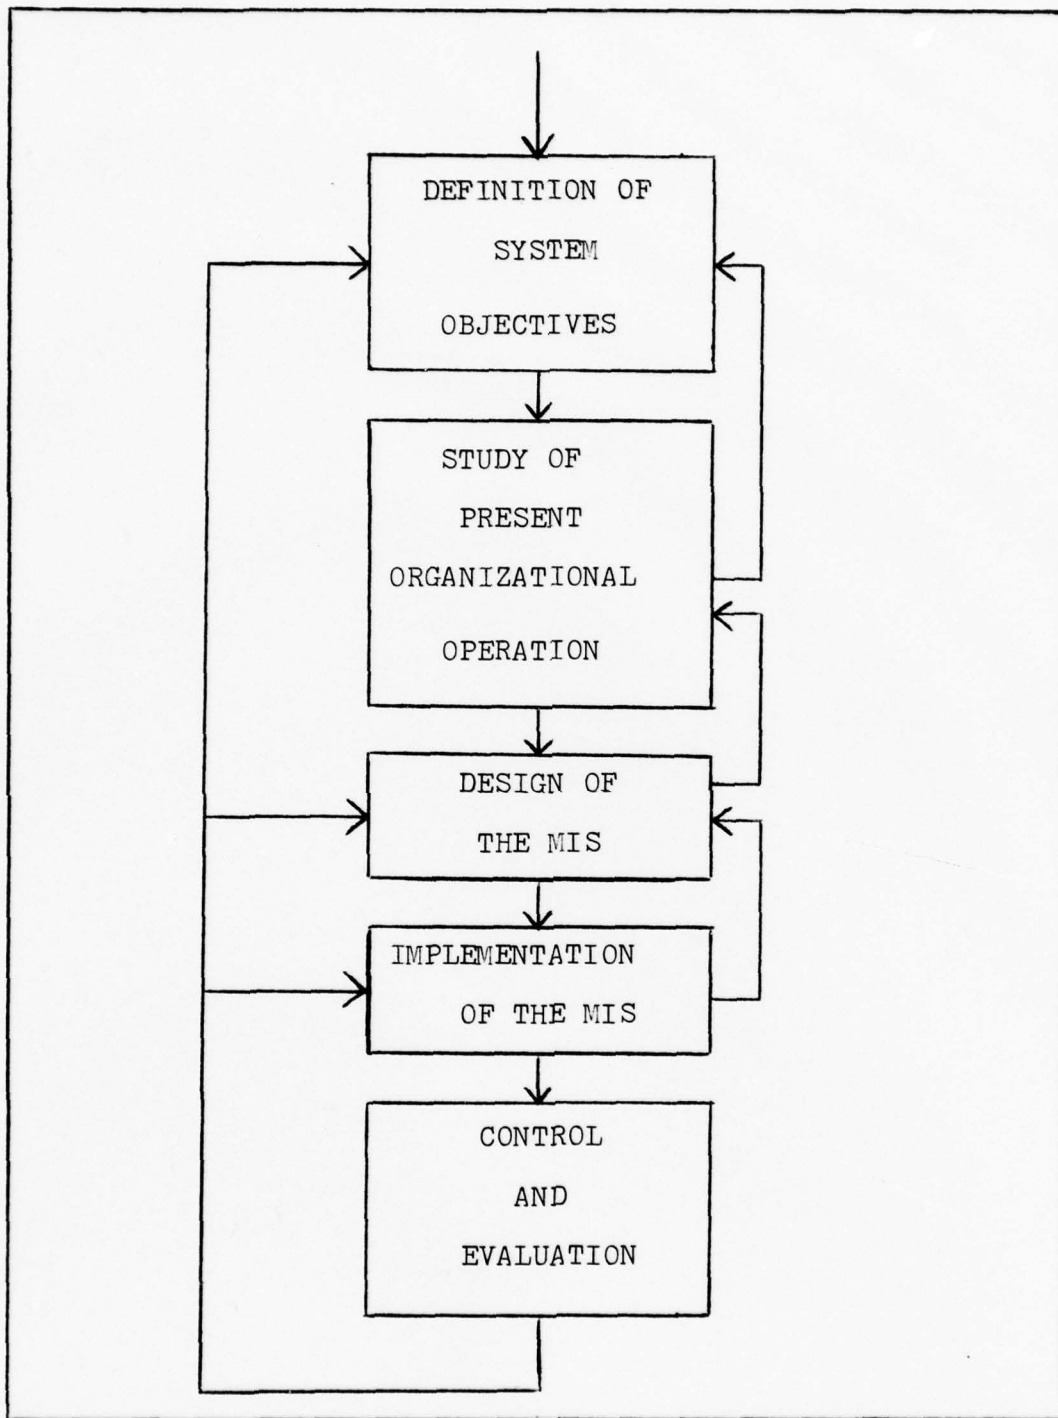 DEFINITION OF
SYSTEM
OBJECTIVES
STUDY OF
PRESENT
ORGANIZATIONAL
OPERATION
DESIGN OF
THE MIS
IMPLEMENTATION
OF THE MIS
CONTROL
AND
EVALUATION